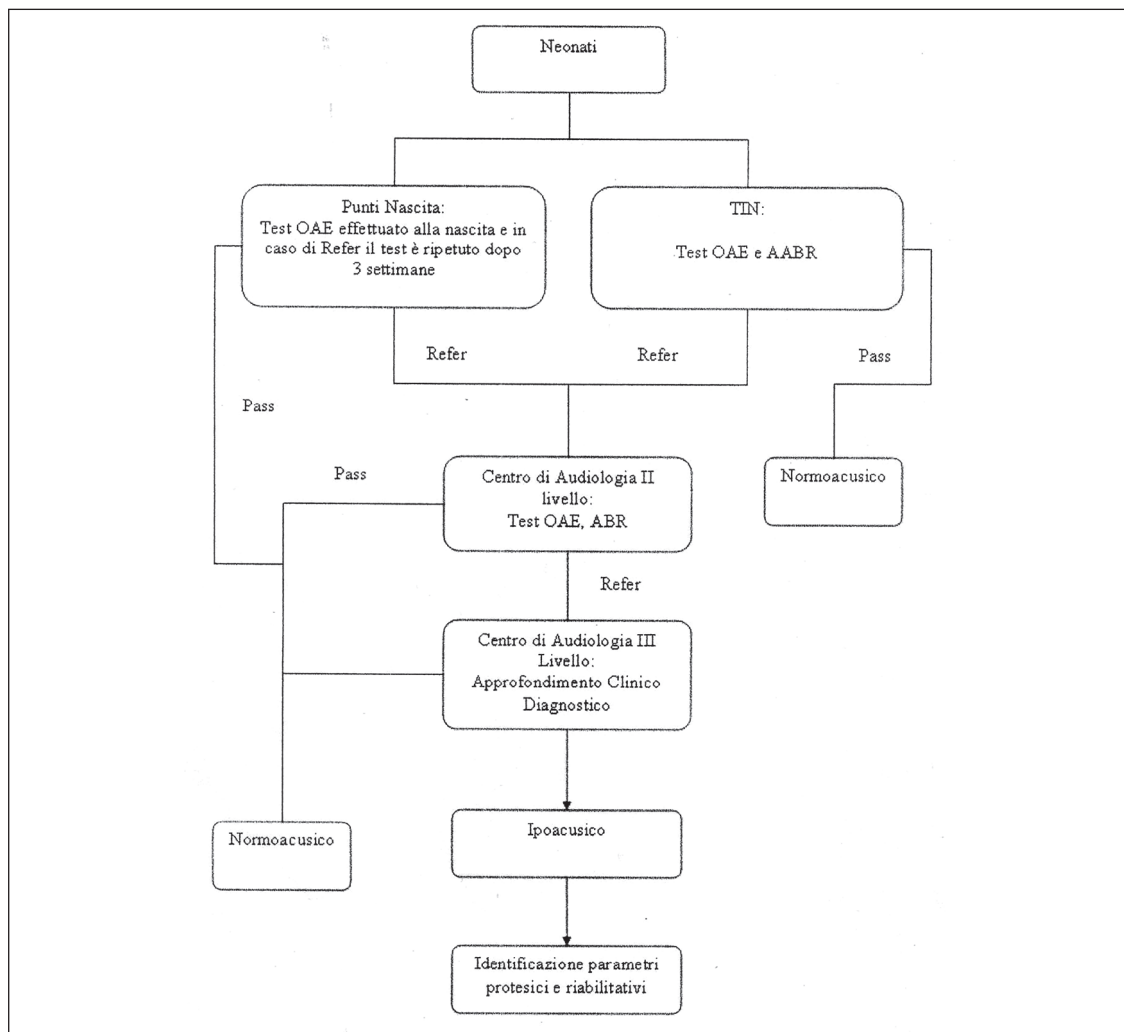 Neonati
Punti Nascita:
Test OAE effettuato alla nascita e in
caso di Refer il test è ripetuto dopo
3 settimane
TIN:
Test OAE e AABR
Refer
Refer
Pass
Pass
Pass
Centro di Audiologia II
livello:
Test OAE, ABR
Normoacusico
Refer
Centro di Audiologia III
Livello:
Approfondimento Clinico
Diagnostico
Normoacusico
Ipoacusico
Identificazione parametri
protesici e riabilitativi